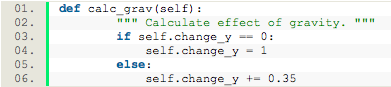 01. def calc_grav(self):
02. """ Calculate effect of gravity. """
03. if self.change_y == 0:
04. self.change_y = 1
05. else:
06. self.change_y += 0.35